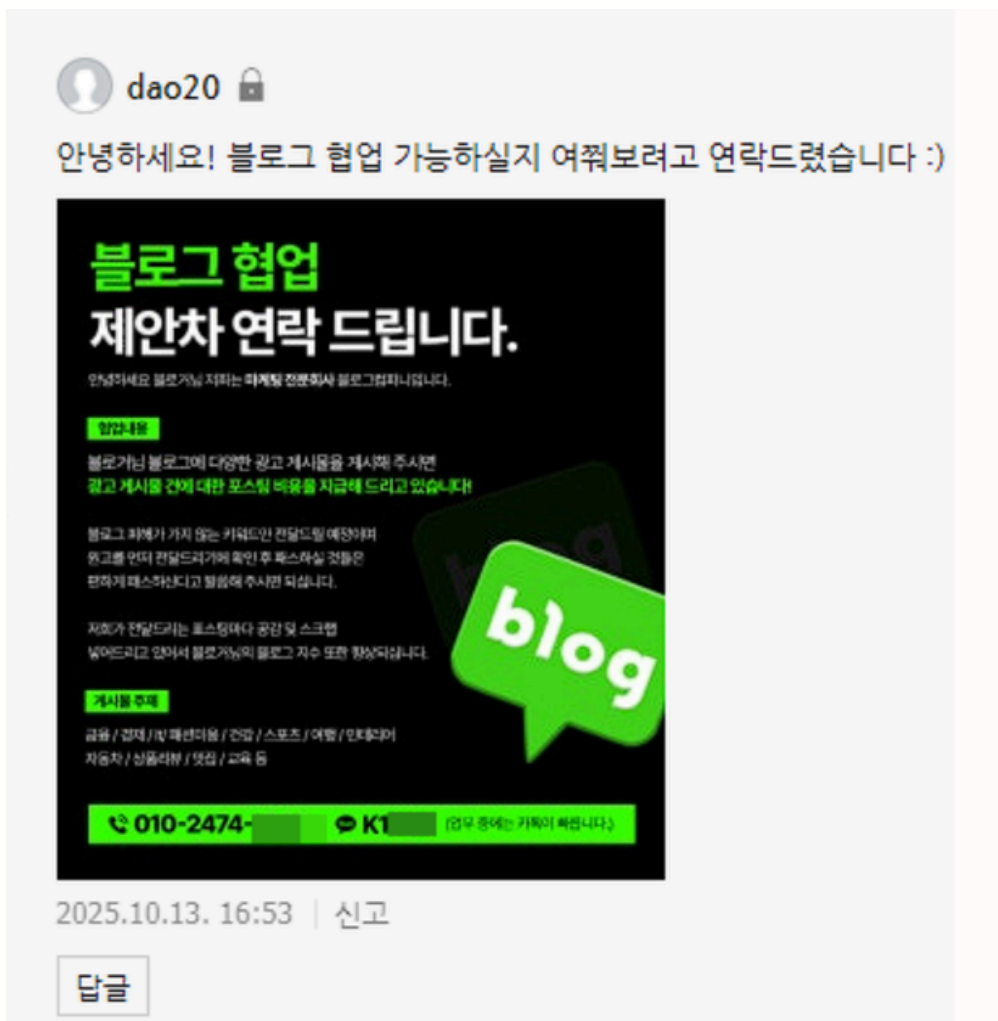 dao20
안녕하세요! 블로그 협업 가능하실지 여쭤보려고 연락드렸습니다 :)
블로그 협업
제안차 연락 드립니다.
안녕하세요 블로거님 저희는 마케팅 전문회사 블로그컴퍼니입니다.
협업내용
블로거님 블로그에 다양한 광고 게시물을 게시해 주시면
광고 게시물 건에 대한 포스팅 비용을 지급해 드리고 있습니다!
blog
블로그 피해가 가지 않는 키워드만 전달드릴 예정이며
원고를 먼저 전달드리기에 확인 후 패스하실 것들은
편하게 패스하신다고 말씀해 주시면 되십니다.
blog
저희가 전달드리는 포스팅마다 공감 및 스크랩
넣어드리고 있어서 블로거님의 블로그 지수 또한 향상되십니다.
게시물 주제
금융 / 경제 / it/ 패션미용 / 건강 / 스포츠 / 여행 / 인테리어
자동차 / 상품리뷰 / 맛집 / 교육 등
010-2474- K1 (업무 중에는 카톡이 빠릅니다.)
2025.10.13. 16:53 신고
답글